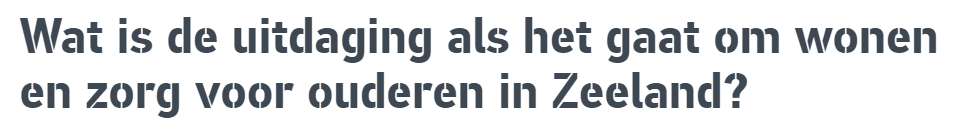 Wat is de uitdaging als het gaat om wonen
en zorg voor ouderen in Zeeland?